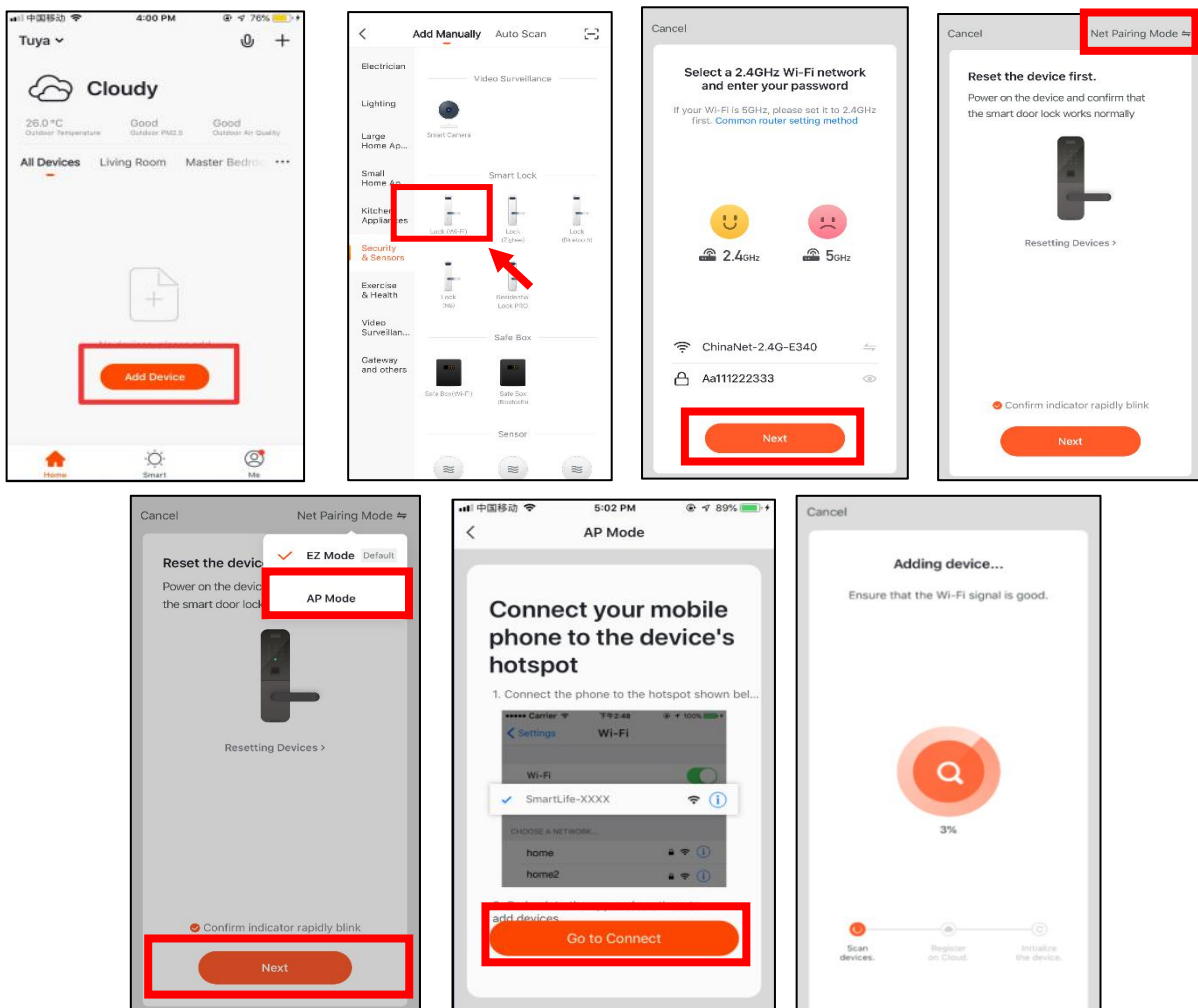 中国移动 4:00 PM 76%
Tuya
Cloudy
26.0 °C Good Good
Outdoor Temperature Outdoor PM2.5 Outdoor Air Quality
All Devices Living Room Master Bedro
Add Device
Home Smart Me
Add Manually Auto Scan
Electrician
Video Surveillance
Lighting
Smart Camera
Large
Home Ap...
Small
Home Ap...
Smart Lock
Kitchen
Appliances
Lock (Wi-Fi)
Lock
(Zigbee)
Lock
(Bluetooth)
Security
& Sensors
Exercise
& Health
Lock
Residential
Lock PRO
Video
Surveillan...
Safe Box
Gateway
and others
Safe Box(Wi-Fi)
Safe Box
(Bluetooth)
Sensor
Cancel
Select a 2.4GHz Wi-Fi network
and enter your password
If your Wi-Fi is 5GHz, please set it to 2.4GHz
first. Common router setting method
2.4GHz 5GHz
ChinaNet-2.4G-E340
Aa111222333
Next
Cancel Net Pairing Mode ⇋
Reset the device first.
Power on the device and confirm that
the smart door lock works normally
Resetting Devices >
Confirm indicator rapidly blink
Next
Cancel Net Pairing Mode ⇋
EZ Mode Default
Reset the devic
AP Mode
Power on the devic
the smart door lock
Resetting Devices >
Confirm indicator rapidly blink
Next
中国移动 5:02 PM 89%
AP Mode
Connect your mobile
phone to the device's
hotspot
1. Connect the phone to the hotspot shown bel...
Carrier 下午2:48 100%
Settings Wi-Fi
Wi-Fi
SmartLife-XXXX
CHOOSE A NETWORK...
home
home2
add devices
Go to Connect
Cancel
Adding device...
Ensure that the Wi-Fi signal is good.
3%
Scan
devices.
Register
on Cloud.
Initialize
the device.